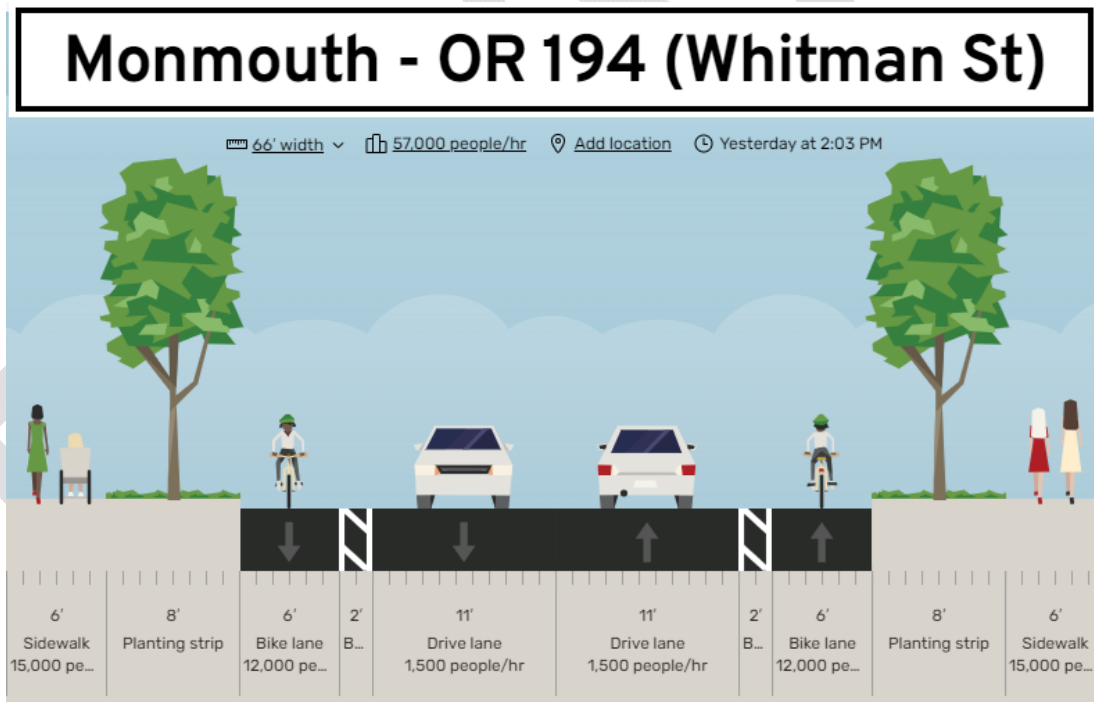 Monmouth - OR 194 (Whitman St)
66′ width 57,000 people/hr Add location Yesterday at 2:03 PM
6′ 8′ 6′ 2′ 11′ 11′ 2′ 6′ 8′ 6′
Sidewalk Planting strip Bike lane B... Drive lane Drive lane B... Bike lane Planting strip Sidewalk
15,000 pe... 12,000 pe... 1,500 people/hr 1,500 people/hr 12,000 pe... 15,000 pe...